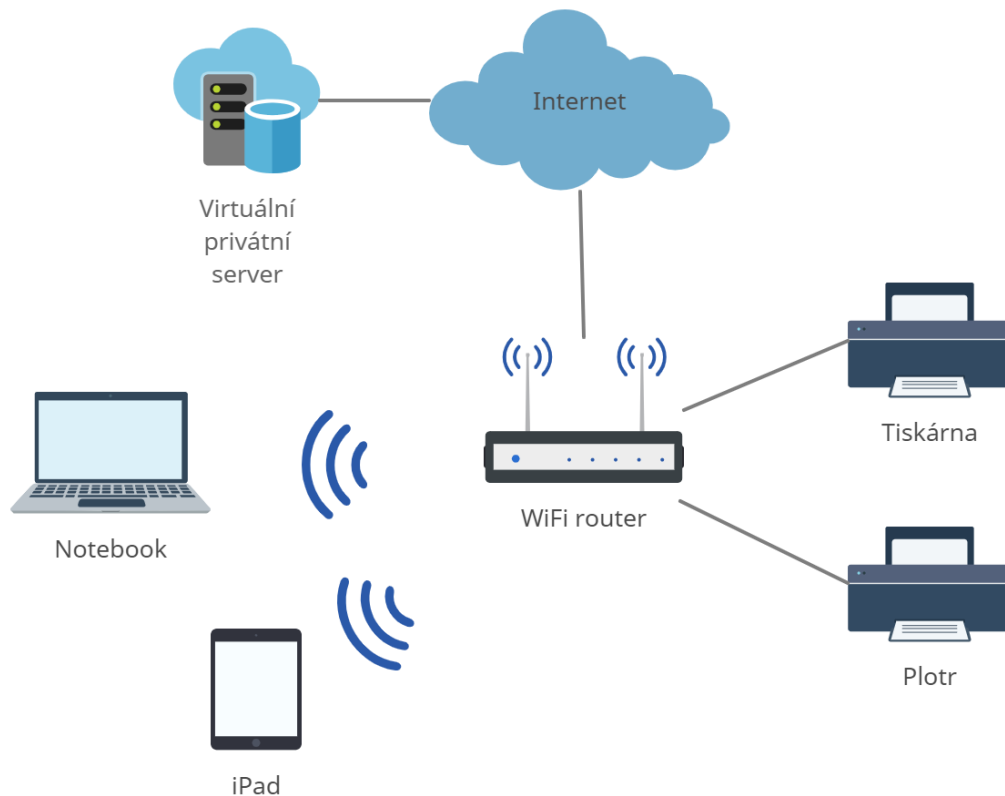 Internet
Virtuální
privátní
server
Tiskárna
WiFi router
Notebook
Plotr
iPad